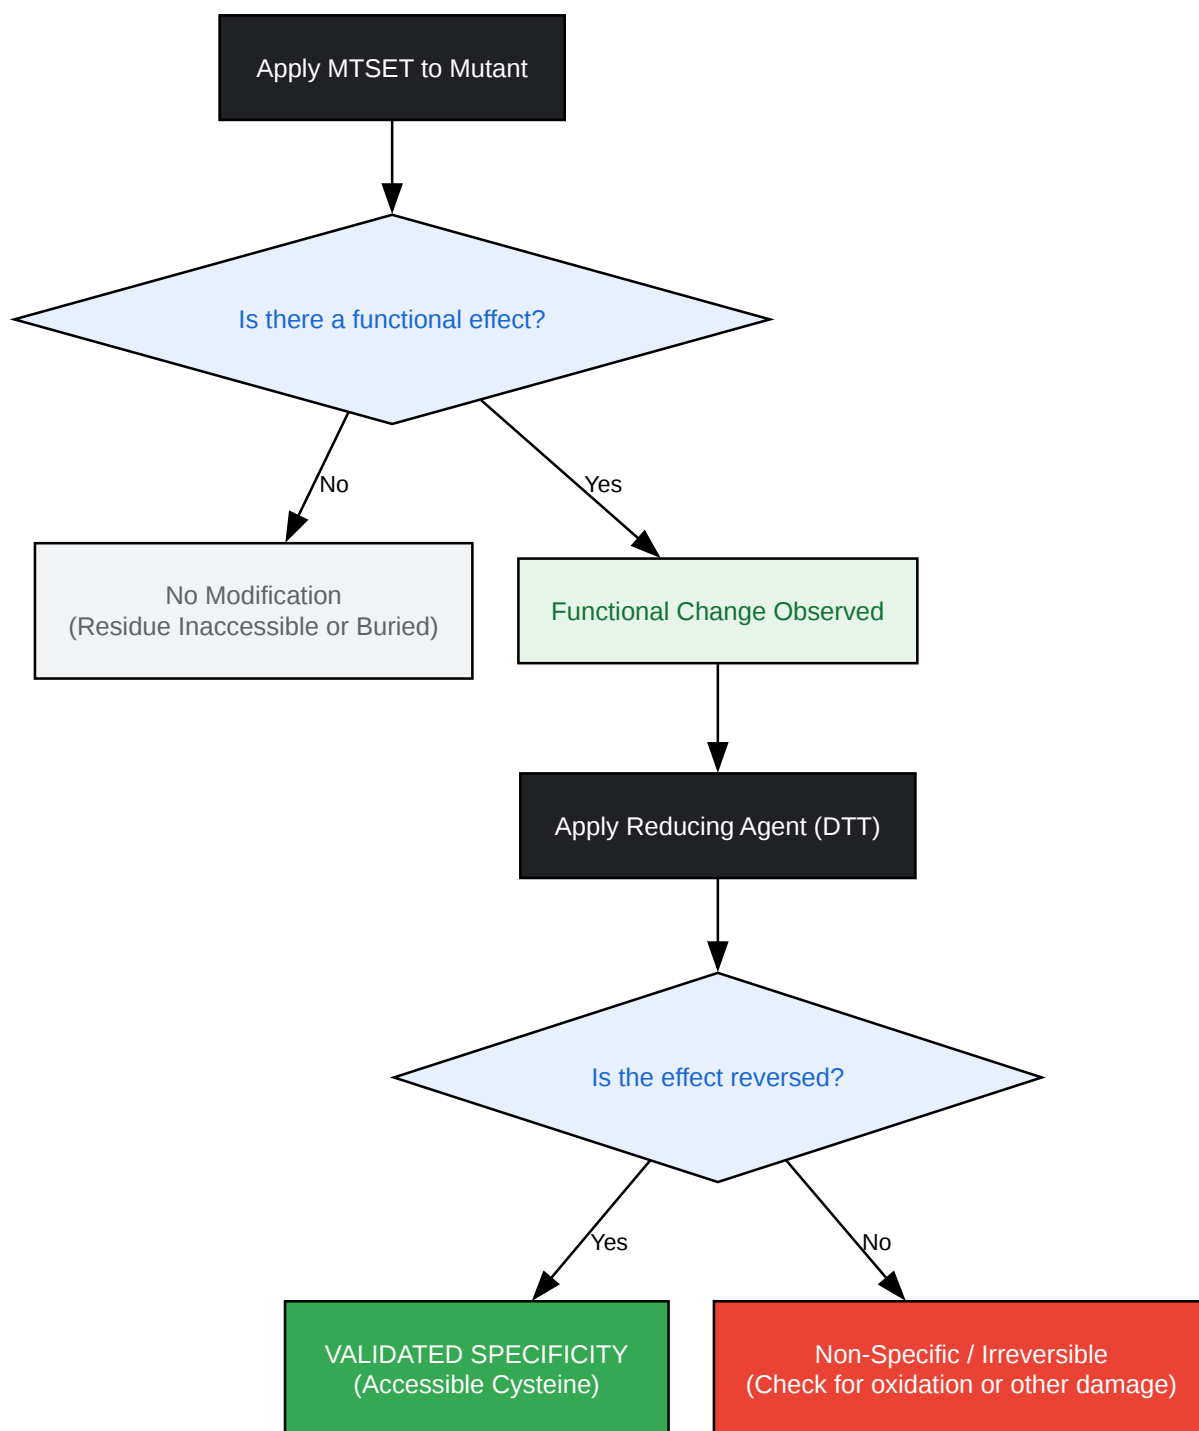 Apply MTSET to Mutant
Is there a functional effect?
No
Yes
No Modification
(Residue Inaccessible or Buried)
Functional Change Observed
Apply Reducing Agent (DTT)
Is the effect reversed?
Yes
No
VALIDATED SPECIFICITY
(Accessible Cysteine)
Non-Specific / Irreversible
(Check for oxidation or other damage)